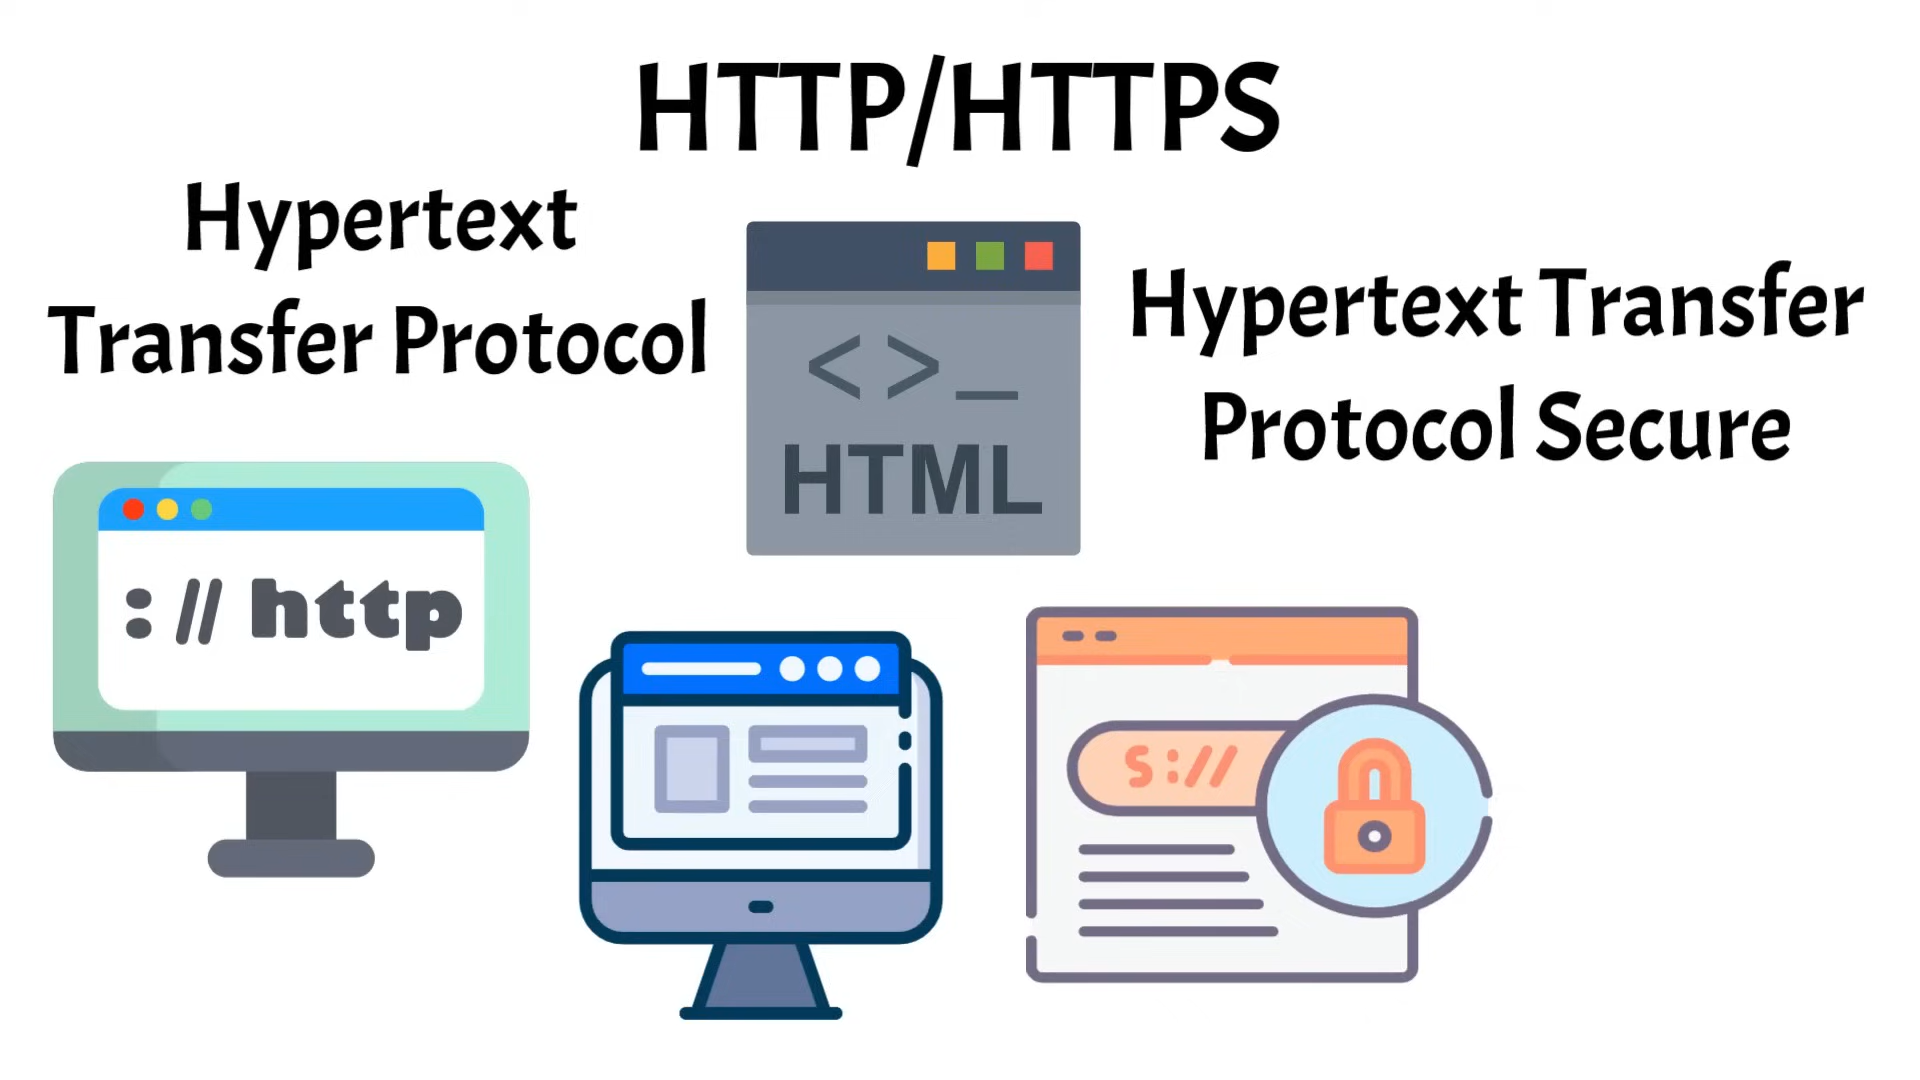 HTTP/HTTPS
Hypertext
Transfer Protocol
Hypertext Transfer
Protocol Secure
<>_
HTML
:// http
S://